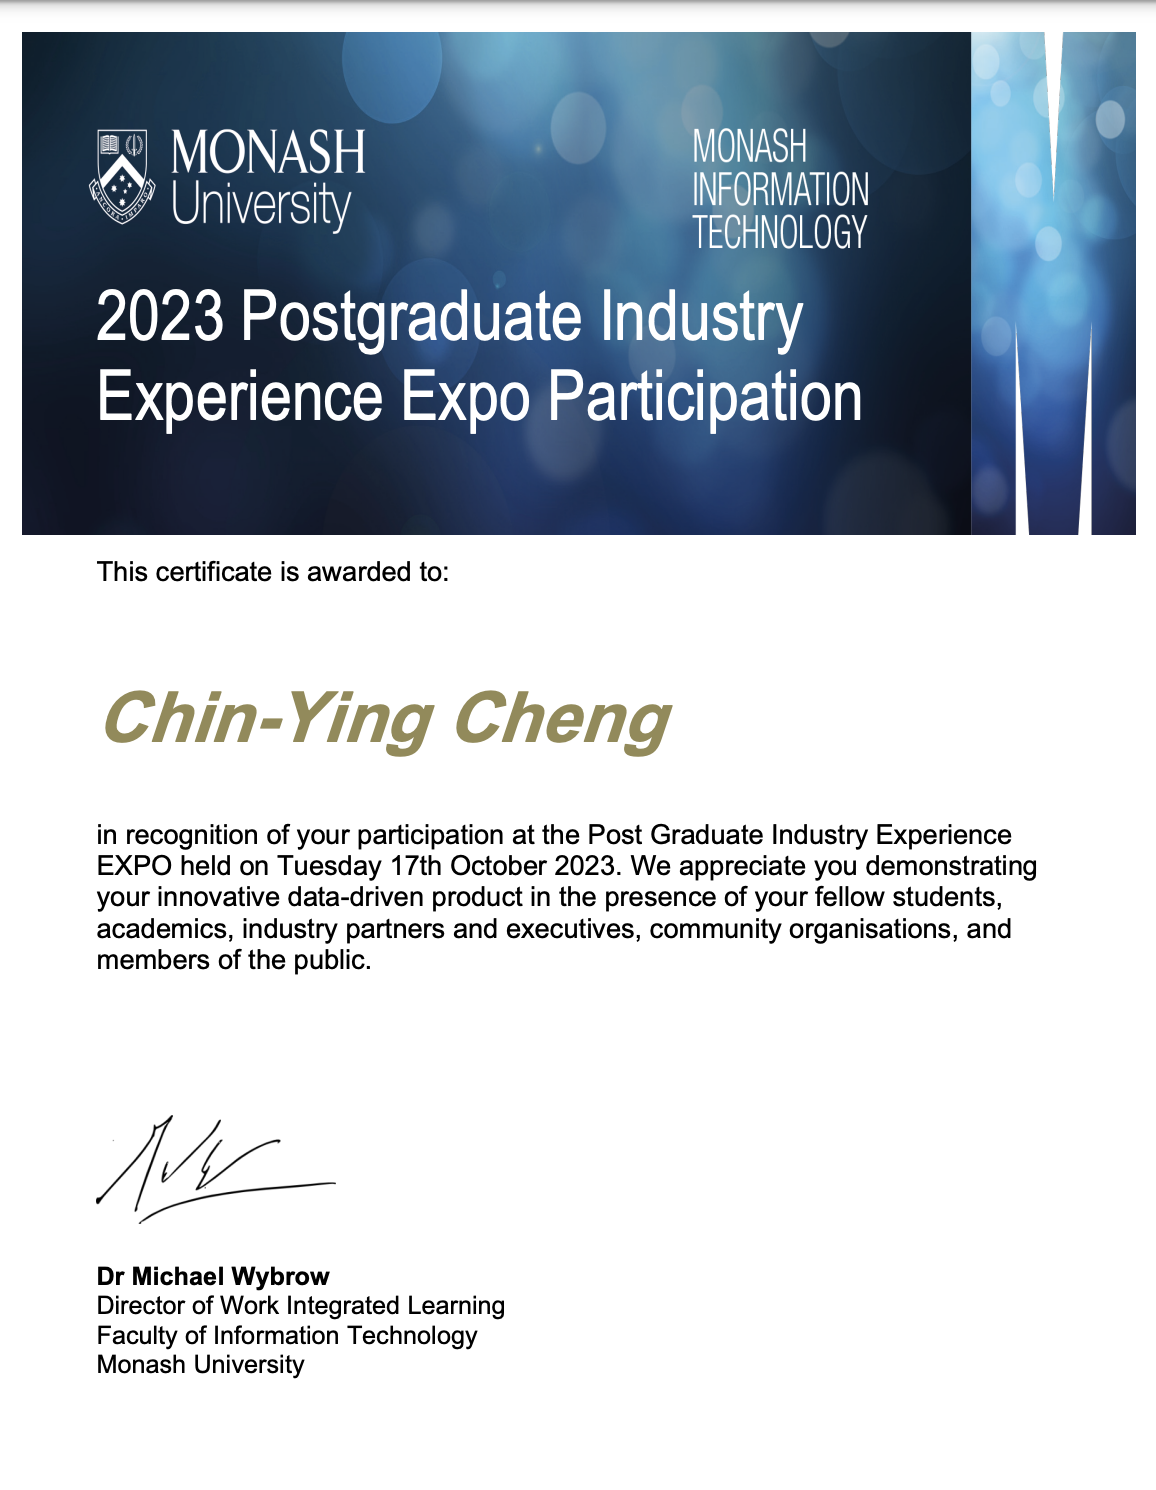 MONASH
University
MONASH
INFORMATION
TECHNOLOGY
2023 Postgraduate Industry
Experience Expo Participation
This certificate is awarded to:
Chin-Ying Cheng
in recognition of your participation at the Post Graduate Industry Experience
EXPO held on Tuesday 17th October 2023. We appreciate you demonstrating
your innovative data-driven product in the presence of your fellow students,
academics, industry partners and executives, community organisations, and
members of the public.
Dr Michael Wybrow
Director of Work Integrated Learning
Faculty of Information Technology
Monash University